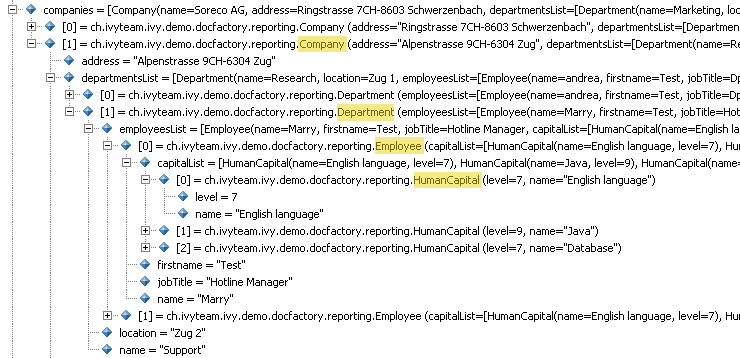 companies = [Company(name=Soreco AG, address=Ringstrasse 7CH-8603 Schwerzenbach, departmentsList=[Department(name=Marketing, loc
[0] = ch.ivyteam.ivy.demo.docfactory.reporting.Company (address="Ringstrasse 7CH-8603 Schwerzenbach", departmentsList=[Departmen
[1] = ch.ivyteam.ivy.demo.docfactory.reporting.Company (address="Alpenstrasse 9CH-6304 Zug", departmentsList=[Department(name=Re
address = "Alpenstrasse 9CH-6304 Zug"
departmentsList = [Department(name=Research, location=Zug 1, employeesList=[Employee(name=andrea, firstname=Test, jobTitle=Dp
[0] = ch.ivyteam.ivy.demo.docfactory.reporting.Department (employeesList=[Employee(name=andrea, firstname=Test, jobTitle=Dp
[1] = ch.ivyteam.ivy.demo.docfactory.reporting.Department (employeesList=[Employee(name=Marry, firstname=Test, jobTitle=Hot
employeesList = [Employee(name=Marry, firstname=Test, jobTitle=Hotline Manager, capitalList=[HumanCapital(name=English la
[0] = ch.ivyteam.ivy.demo.docfactory.reporting.Employee (capitalList=[HumanCapital(name=English language, level=7), Hu
capitalList = [HumanCapital(name=English language, level=7), HumanCapital(name=Java, level=9), HumanCapital(name
[0] = ch.ivyteam.ivy.demo.docfactory.reporting.HumanCapital (level=7, name="English language")
level = 7
name = "English language"
[1] = ch.ivyteam.ivy.demo.docfactory.reporting.HumanCapital (level=9, name="Java")
[2] = ch.ivyteam.ivy.demo.docfactory.reporting.HumanCapital (level=7, name="Database")
firstname = "Test"
jobTitle = "Hotline Manager"
name = "Marry"
[1] = ch.ivyteam.ivy.demo.docfactory.reporting.Employee (capitalList=[HumanCapital(name=English language, level=7), Hu
location = "Zug 2"
name = "Support"